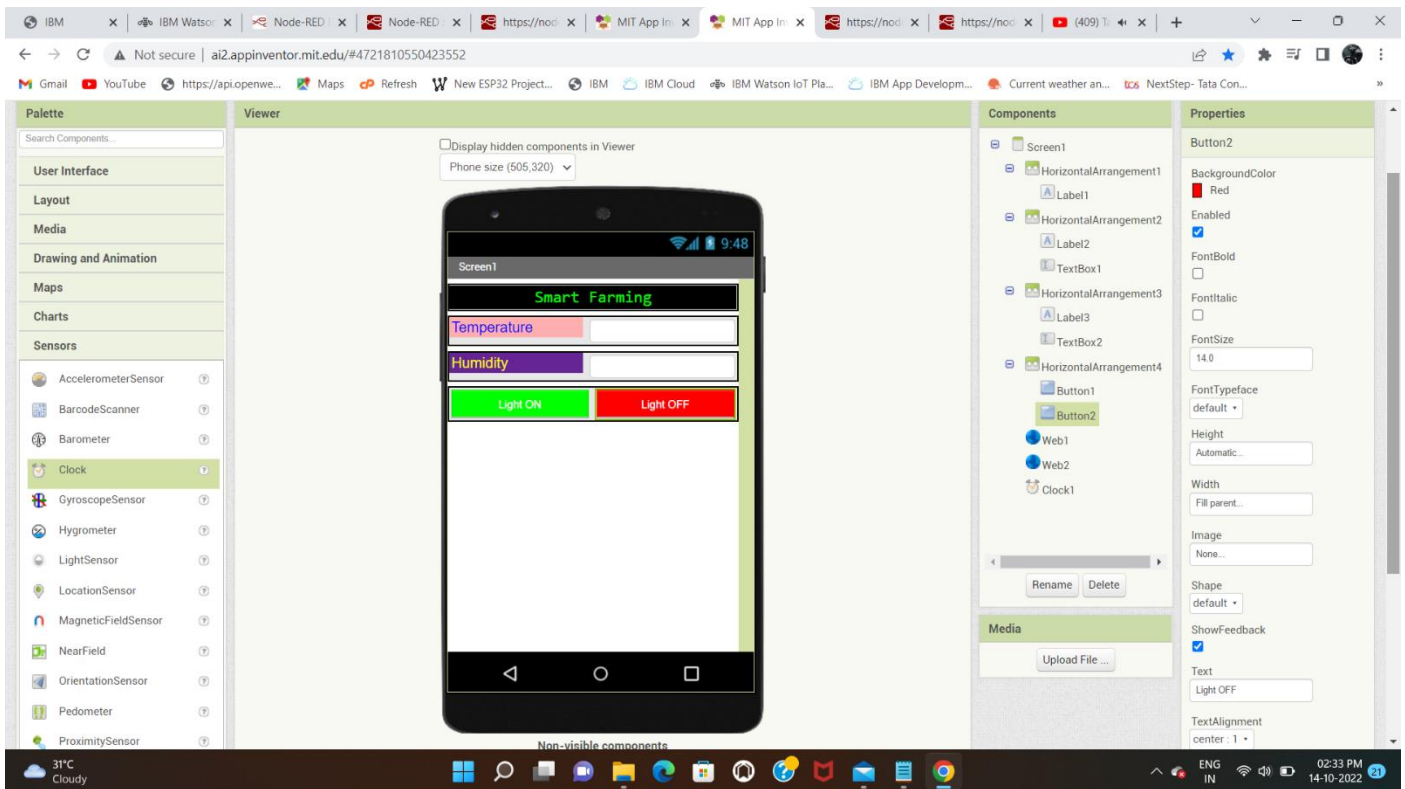 IBM
IBM Watson
Node-RED
Node-RED :
https://nod
MIT App In
MIT App In
https://nod
https://nod
(409) T
Not secure | ai2.appinventor.mit.edu/#4721810550423552
Gmail YouTube https://api.openwe... Maps Refresh New ESP32 Project... IBM IBM Cloud IBM Watson IoT Pla... IBM App Developm... Current weather an... tcs NextStep- Tata Con... »
Palette
Search Components...
User Interface
Layout
Media
Drawing and Animation
Maps
Charts
Sensors
AccelerometerSensor
BarcodeScanner
Barometer
Clock
GyroscopeSensor
Hygrometer
LightSensor
LocationSensor
MagneticFieldSensor
NearField
OrientationSensor
Pedometer
ProximitySensor
Viewer
Display hidden components in Viewer
Phone size (505,320)
9:48
Screen1
Smart Farming
Temperature
Humidity
Light ON Light OFF
Non-visible components
Components
Screen1
HorizontalArrangement1
Label1
HorizontalArrangement2
Label2
TextBox1
HorizontalArrangement3
Label3
TextBox2
HorizontalArrangement4
Button1
Button2
Web1
Web2
Clock1
Rename Delete
Media
Upload File ...
Properties
Button2
BackgroundColor
Red
Enabled
FontBold
FontItalic
FontSize
14.0
FontTypeface
default
Height
Automatic...
Width
Fill parent...
Image
None...
Shape
default
ShowFeedback
Text
Light OFF
TextAlignment
center : 1
31°C
Cloudy
ENG
IN
02:33 PM
14-10-2022
21